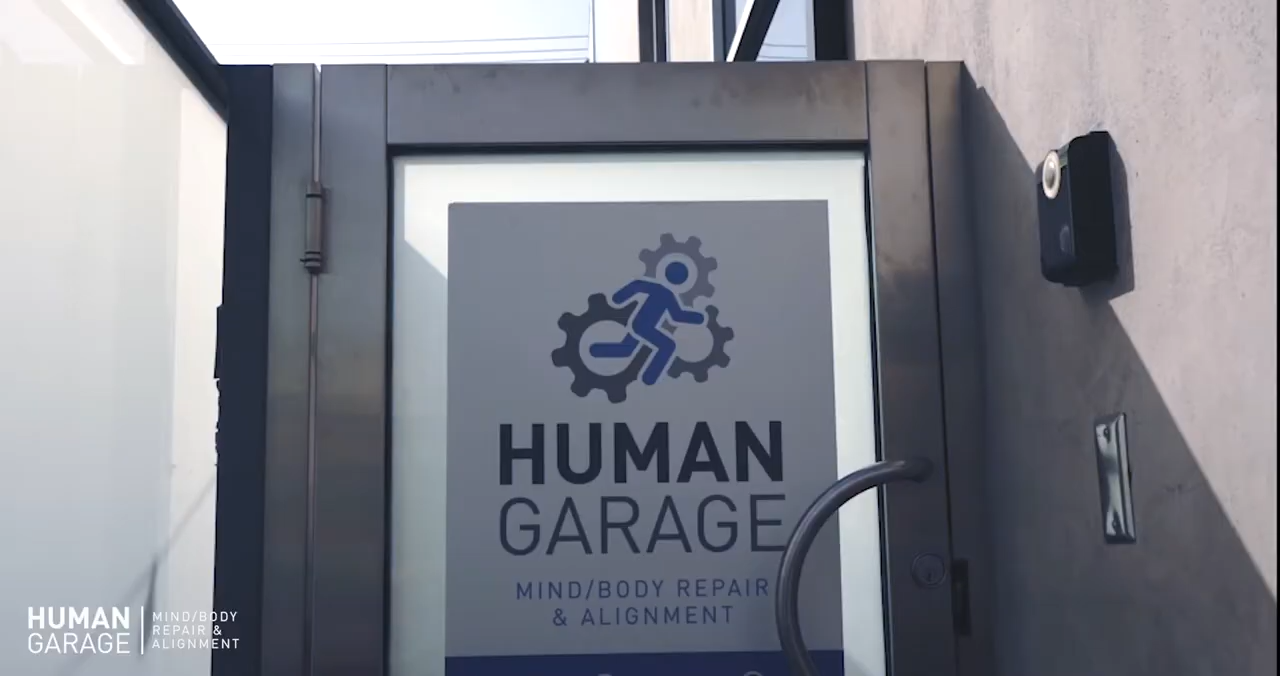 HUMAN
GARAGE
MIND/BODY REPAIR
& ALIGNMENT
HUMAN
GARAGE
MIND/BODY
REPAIR &
ALIGNMENT